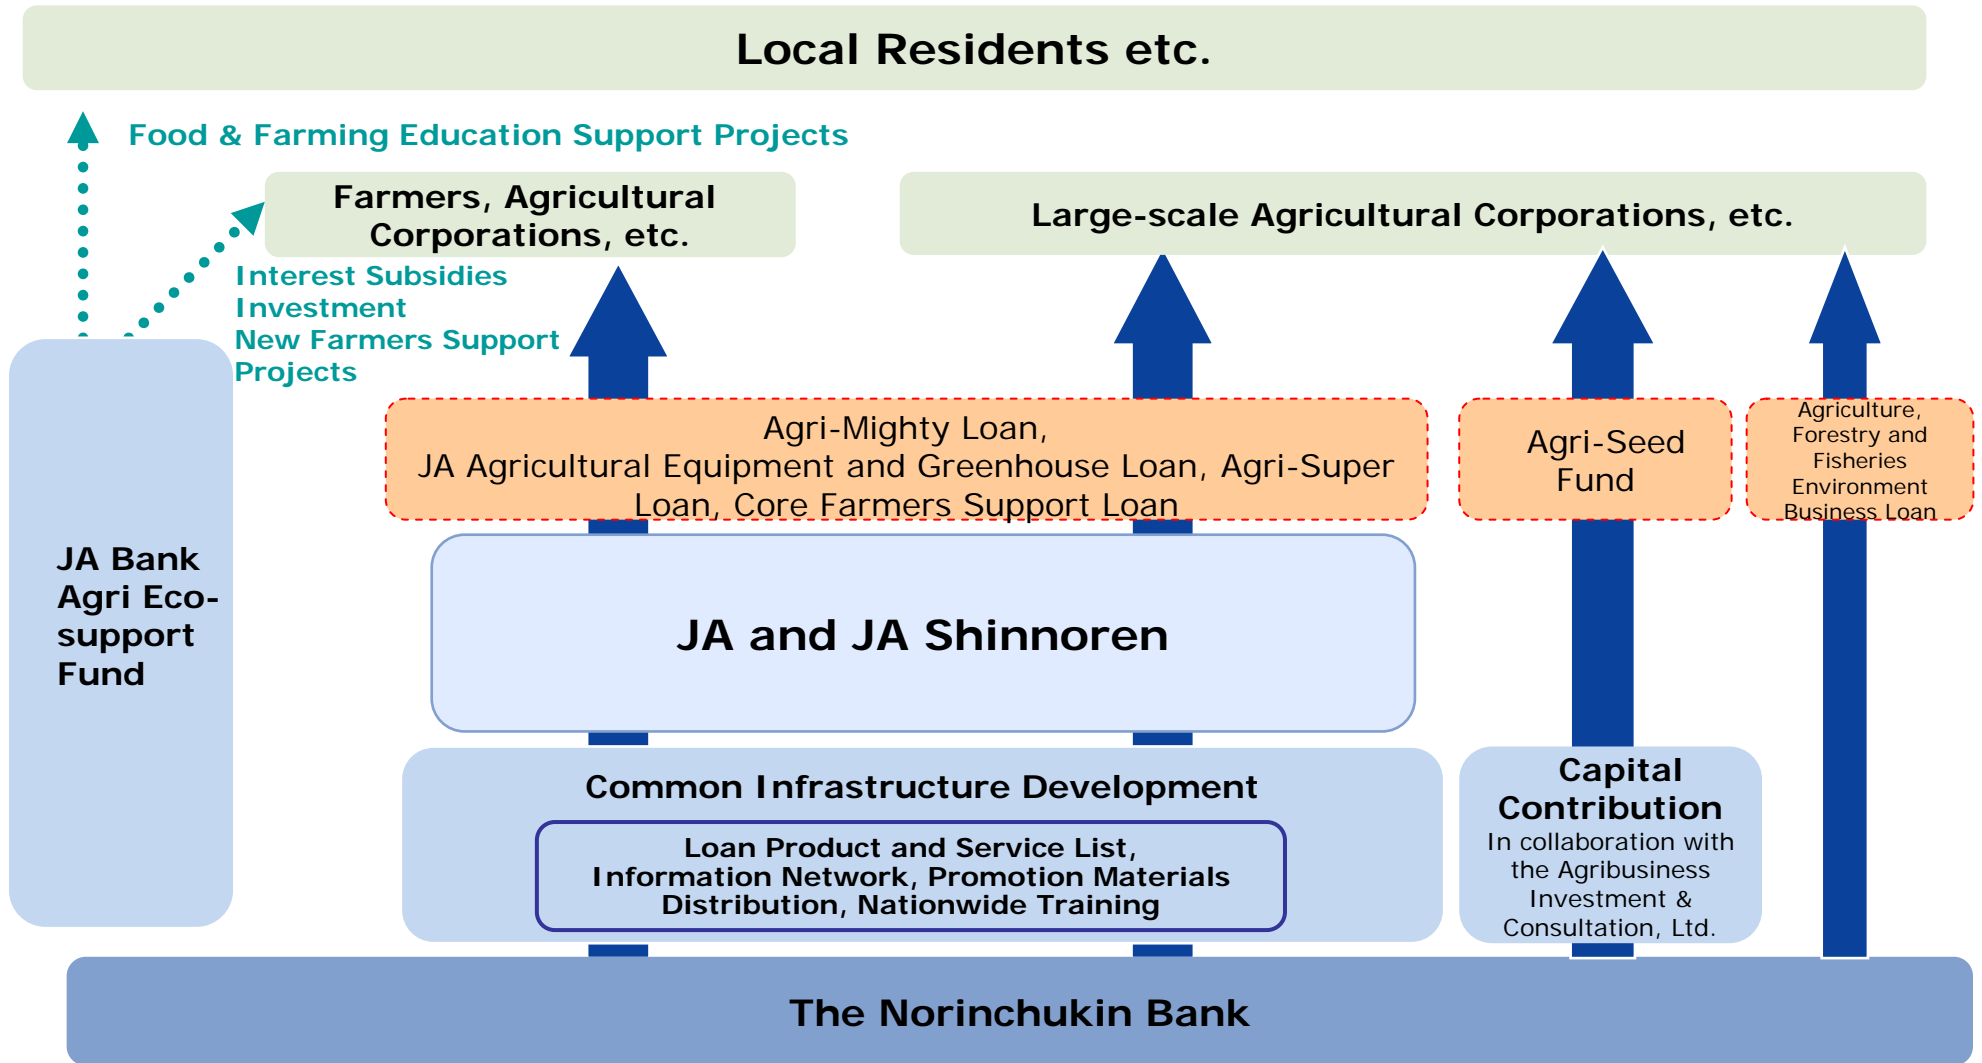 Local Residents etc.
Food & Farming Education Support Projects
Farmers, Agricultural
Corporations, etc.
Large-scale Agricultural Corporations, etc.
Interest Subsidies
Investment
New Farmers Support
Projects
Agri-Mighty Loan,
JA Agricultural Equipment and Greenhouse Loan, Agri-Super
Loan, Core Farmers Support Loan
Agri-Seed
Fund
Agriculture,
Forestry and
Fisheries
Environment
Business Loan
JA Bank
Agri Eco-
support
Fund
JA and JA Shinnoren
Common Infrastructure Development
Loan Product and Service List,
Information Network, Promotion Materials
Distribution, Nationwide Training
Capital
Contribution
In collaboration with
the Agribusiness
Investment &
Consultation, Ltd.
The Norinchukin Bank